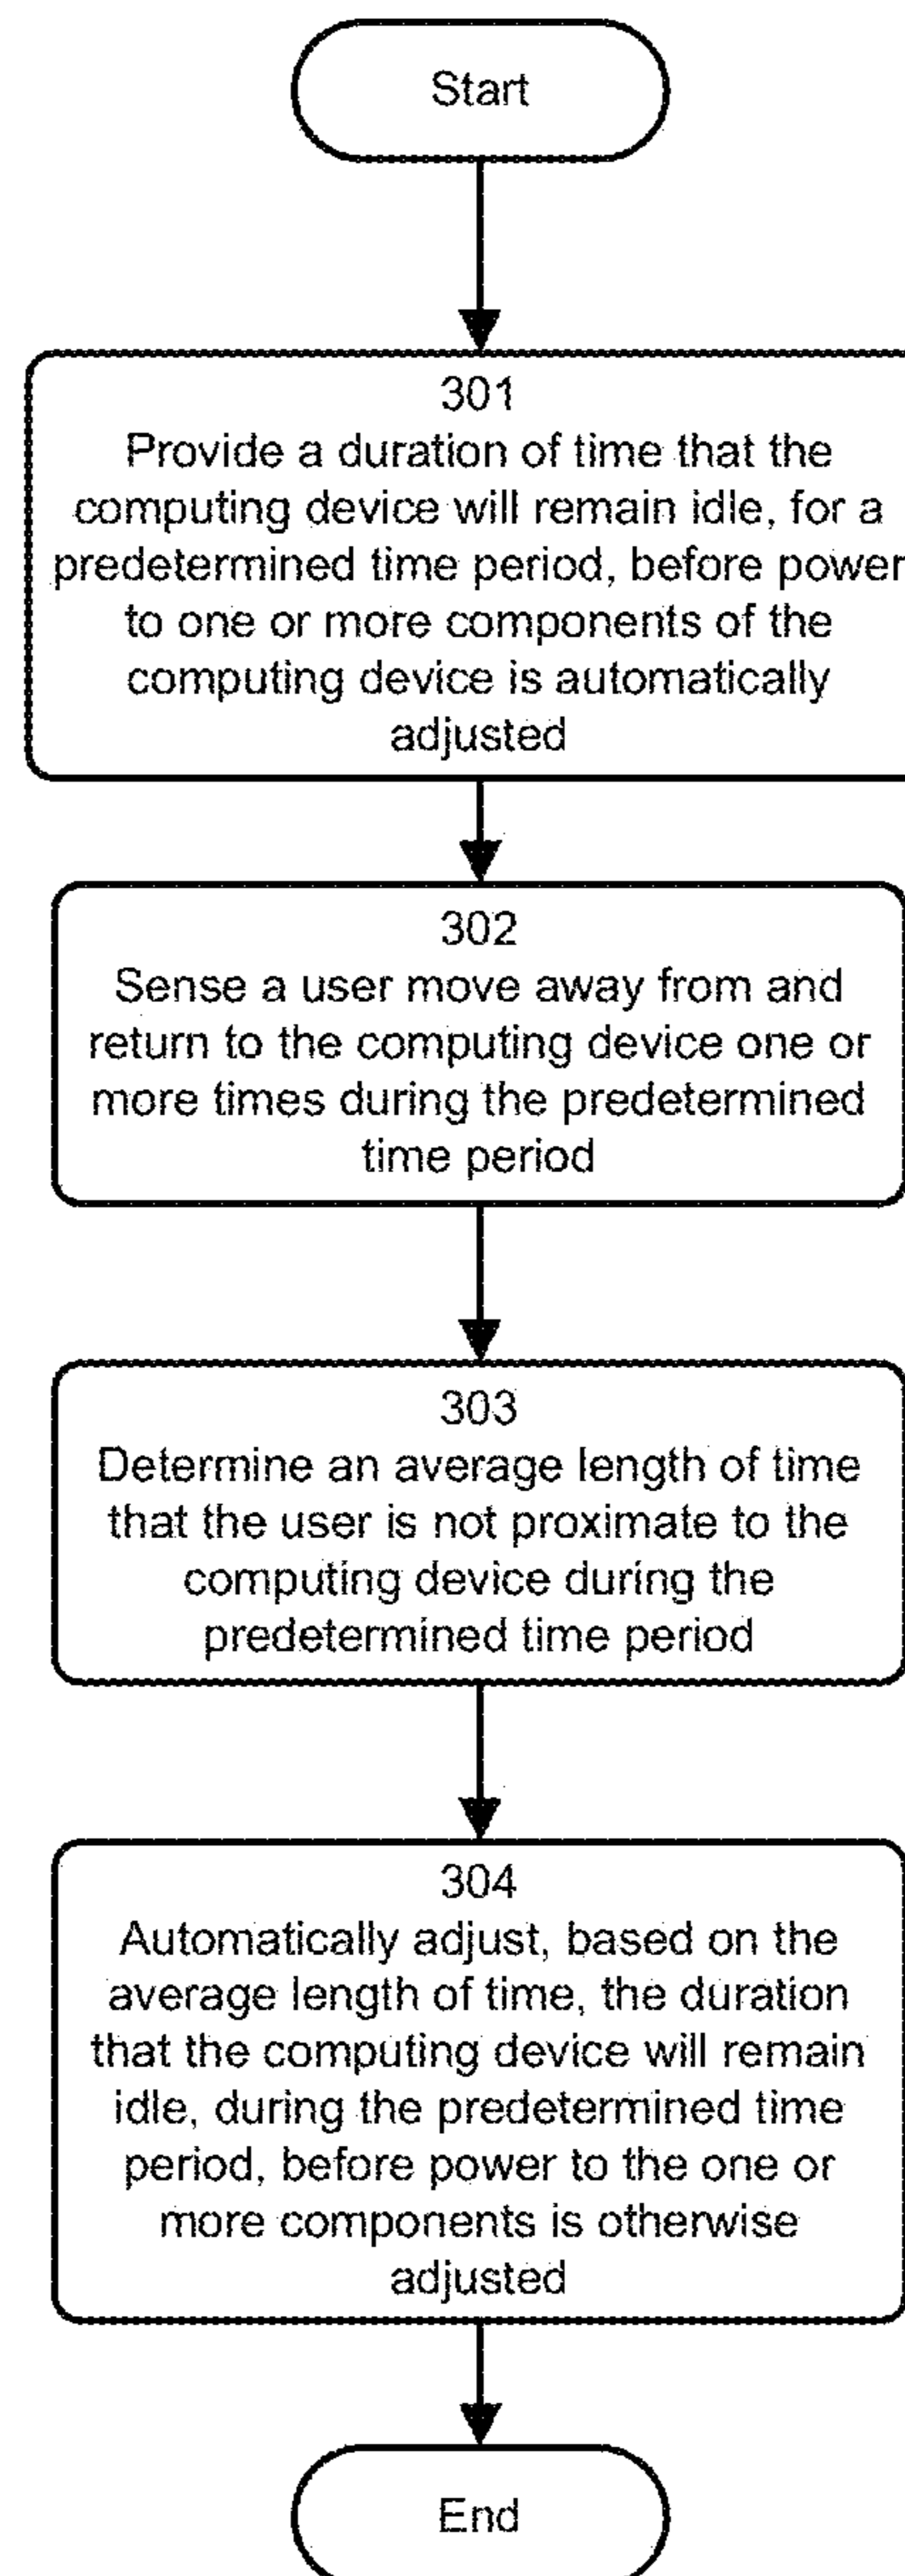 Start
301
Provide a duration of time that the
computing device will remain idle, for a
predetermined time period, before power
to one or more components of the
computing device is automatically
adjusted
302
Sense a user move away from and
return to the computing device one or
more times during the predetermined
time period
303
Determine an average length of time
that the user is not proximate to the
computing device during the
predetermined time period
304
Automatically adjust, based on the
average length of time, the duration
that the computing device will remain
idle, during the predetermined time
period, before power to the one or
more components is otherwise
adjusted
End